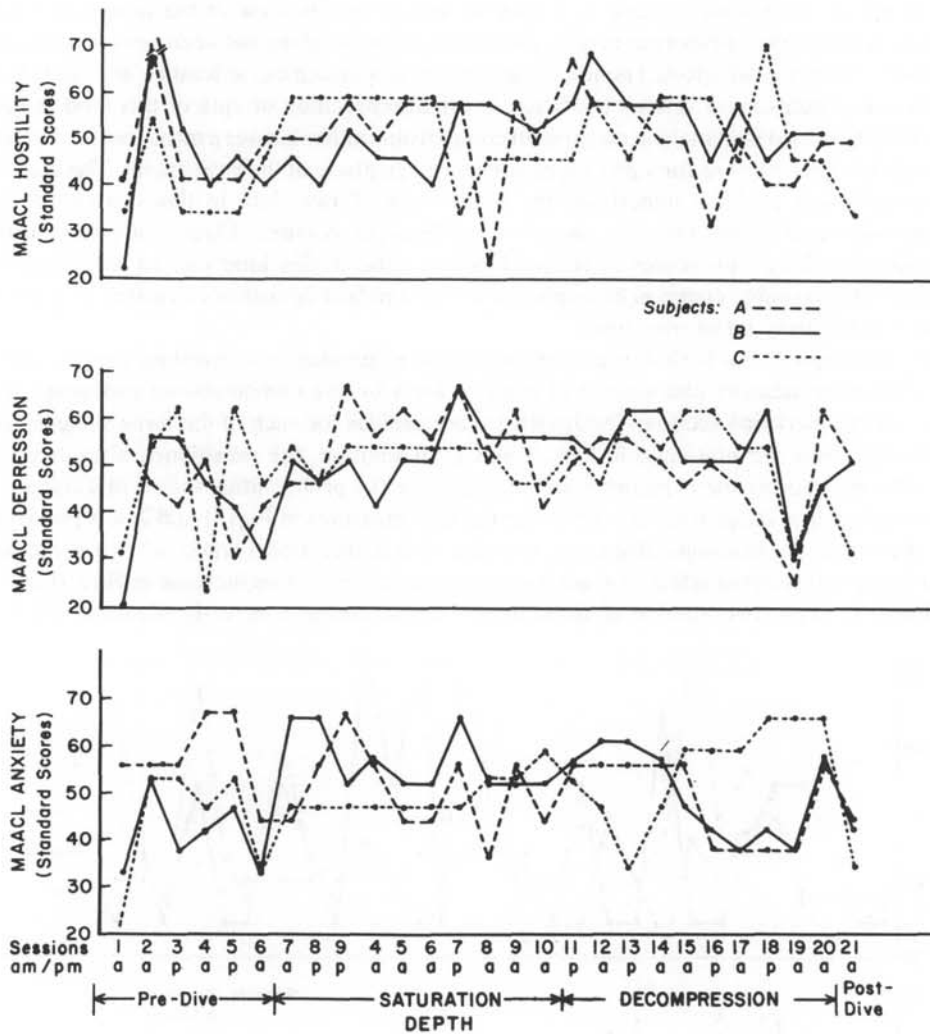 MAACL HOSTILITY
(Standard Scores)
70
60
50
40
30
20
Subjects: A
B
C
MAACL DEPRESSION
(Standard Scores)
70
60
50
40
30
20
MAACL ANXIETY
(Standard Scores)
70
60
50
40
30
20
Sessions 1 2 3 4 5 6 7 8 9 4 5 6 7 8 9 10 11 12 13 14 15 16 17 18 19 20 21
am/pm a a p a a a a p p a a a p a a a p a p a a a a p a a a
Pre-Dive SATURATION DEPTH DECOMPRESSION Post-Dive